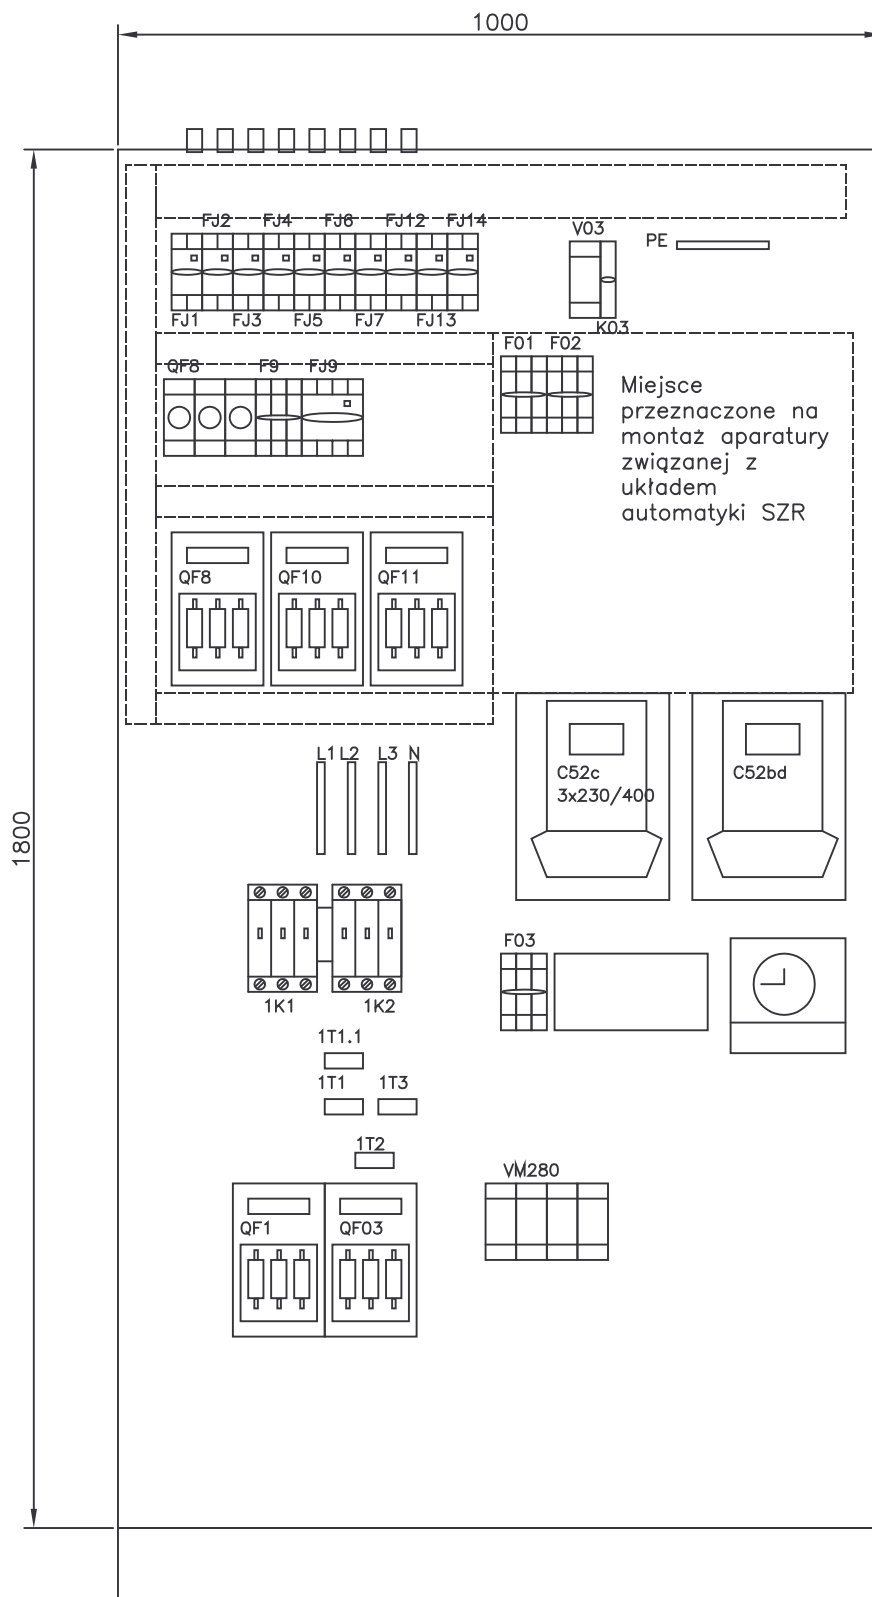 1000
1800
FJ2 FJ4 FJ6 FJ12 FJ14
FJ1 FJ3 FJ5 FJ7 FJ13
V03
K03
PE
QF8 F9 FJ9
F01 F02
Miejsce
przeznaczone na
montaż aparatury
związanej z
układem
automatyki SZR
QF8 QF10 QF11
L1 L2 L3 N
C52c
3x230/400
C52bd
1K1 1K2
F03
1T1.1
1T1 1T3
1T2
QF1 QF03
VM280